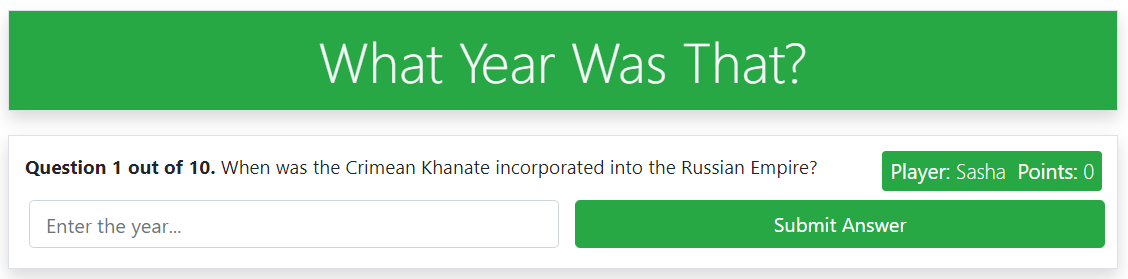 What Year Was That?
Question 1 out of 10. When was the Crimean Khanate incorporated into the Russian Empire?
Player: Sasha Points: 0
Enter the year...
Submit Answer